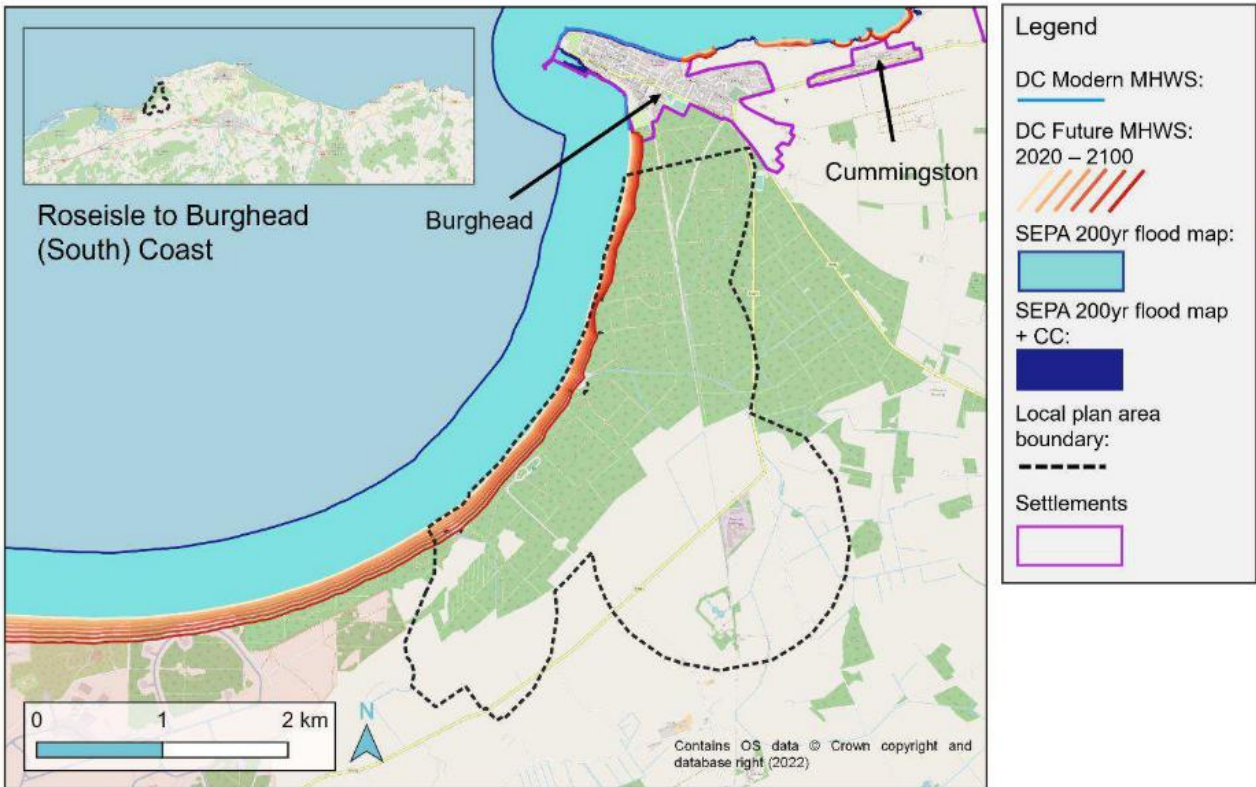 Roseisle to Burghead
(South) Coast
Burghead
Cummingston
0 1 2 km
N
Contains OS data © Crown copyright and
database right (2022)
Legend
DC Modern MHWS:
DC Future MHWS:
2020 – 2100
SEPA 200yr flood map:
SEPA 200yr flood map
+ CC:
Local plan area
boundary:
Settlements